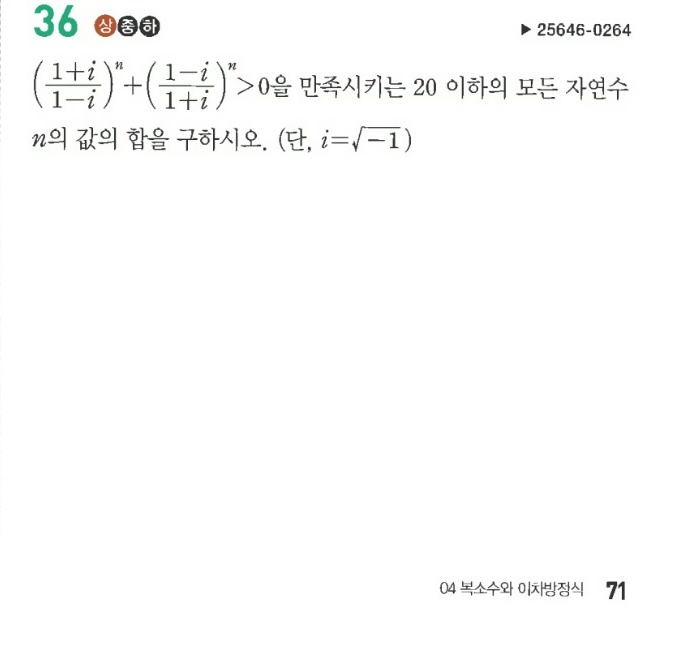 36 상중하 ▶ 25646-0264
$\left(\frac{1+i}{1-i}\right)^n+\left(\frac{1-i}{1+i}\right)^n>0$을 만족시키는 20 이하의 모든 자연수
$n$의 값의 합을 구하시오. (단, $i=\sqrt{-1}$)
04 복소수와 이차방정식 71